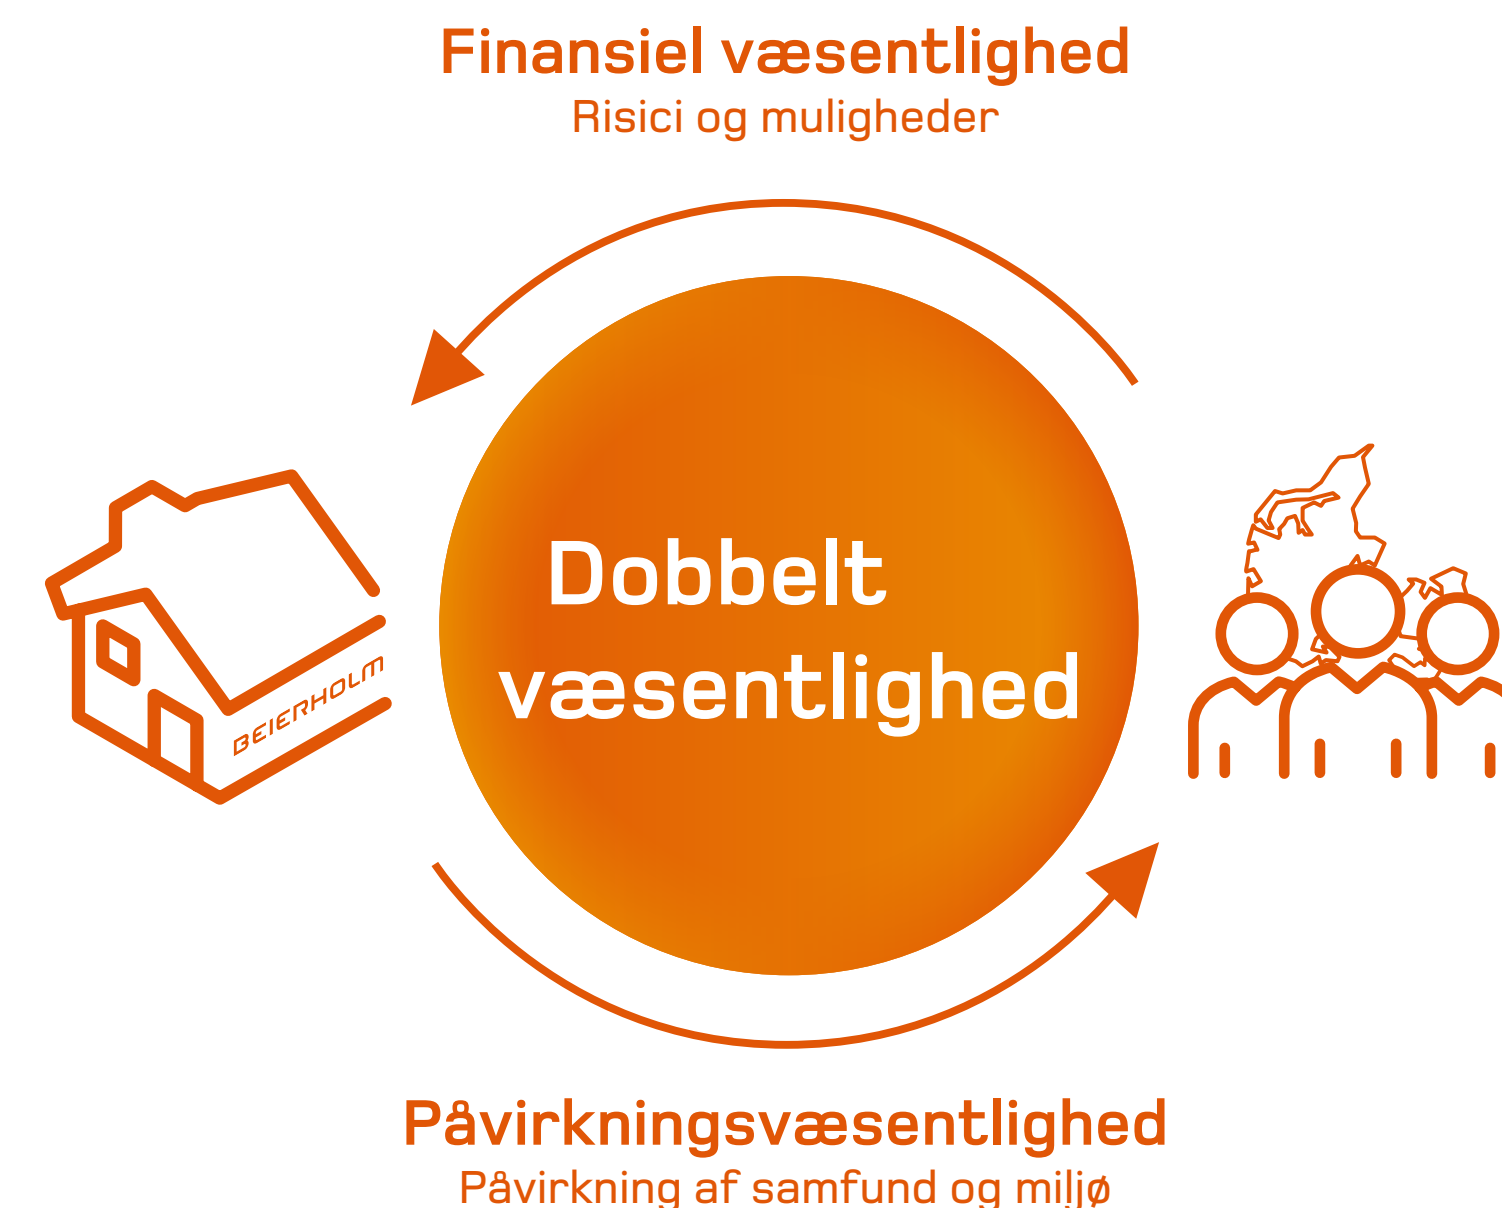 Finansiel væsentlighed
Risici og muligheder
Dobbelt
væsentlighed
BEIERHOLM
Påvirkningsvæsentlighed
Påvirkning af samfund og miljø